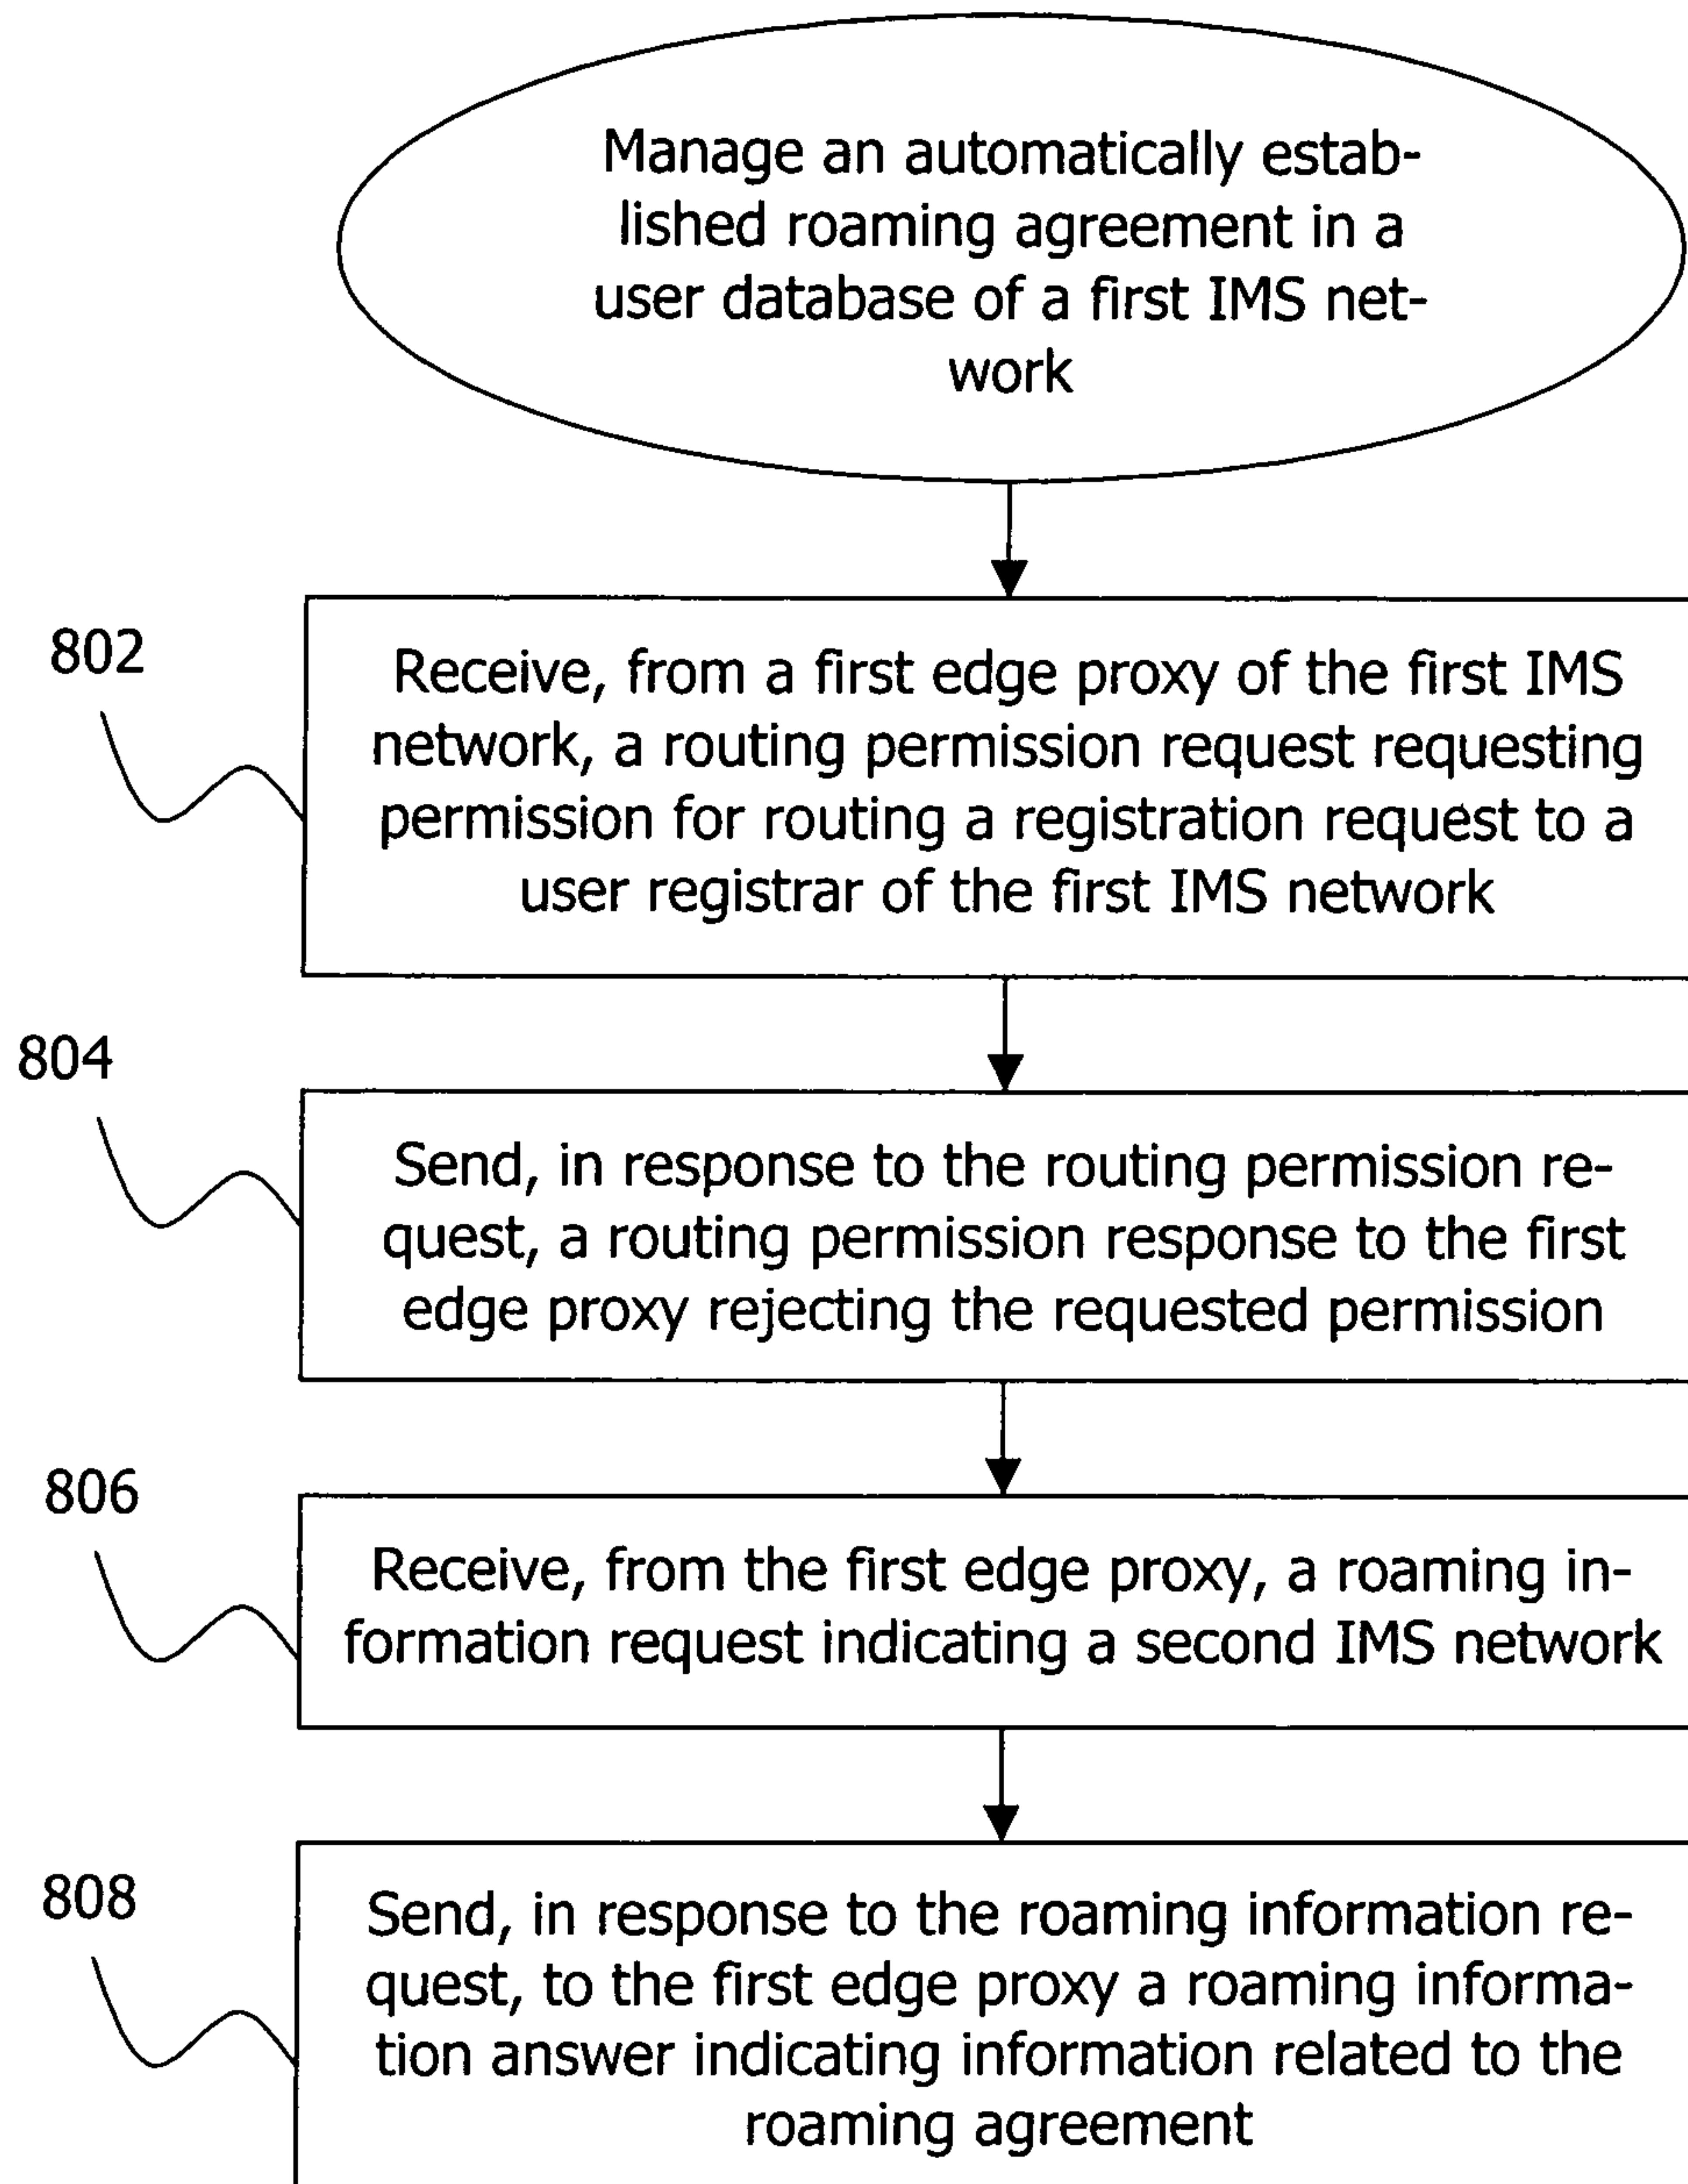 Manage an automatically estab-
lished roaming agreement in a
user database of a first IMS net-
work
802
Receive, from a first edge proxy of the first IMS
network, a routing permission request requesting
permission for routing a registration request to a
user registrar of the first IMS network
804
Send, in response to the routing permission re-
quest, a routing permission response to the first
edge proxy rejecting the requested permission
806
Receive, from the first edge proxy, a roaming in-
formation request indicating a second IMS network
808
Send, in response to the roaming information re-
quest, to the first edge proxy a roaming informa-
tion answer indicating information related to the
roaming agreement